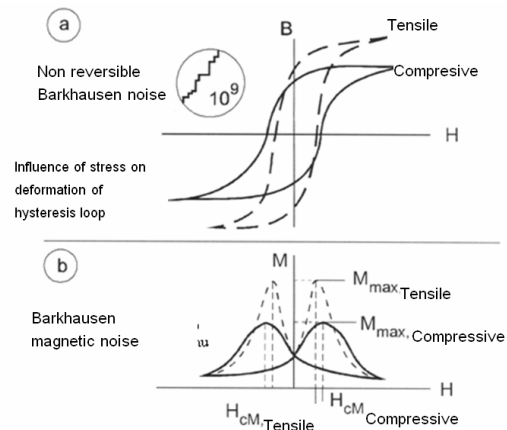 a
B
Tensile
Non reversible
Barkhausen noise
10⁹
Compresive
H
Influence of stress on
deformation of
hysteresis loop
b
M
Mmax Tensile
Barkhausen
magnetic noise
Mmax, Compressive
H
HcM, Tensile
HcM Compressive